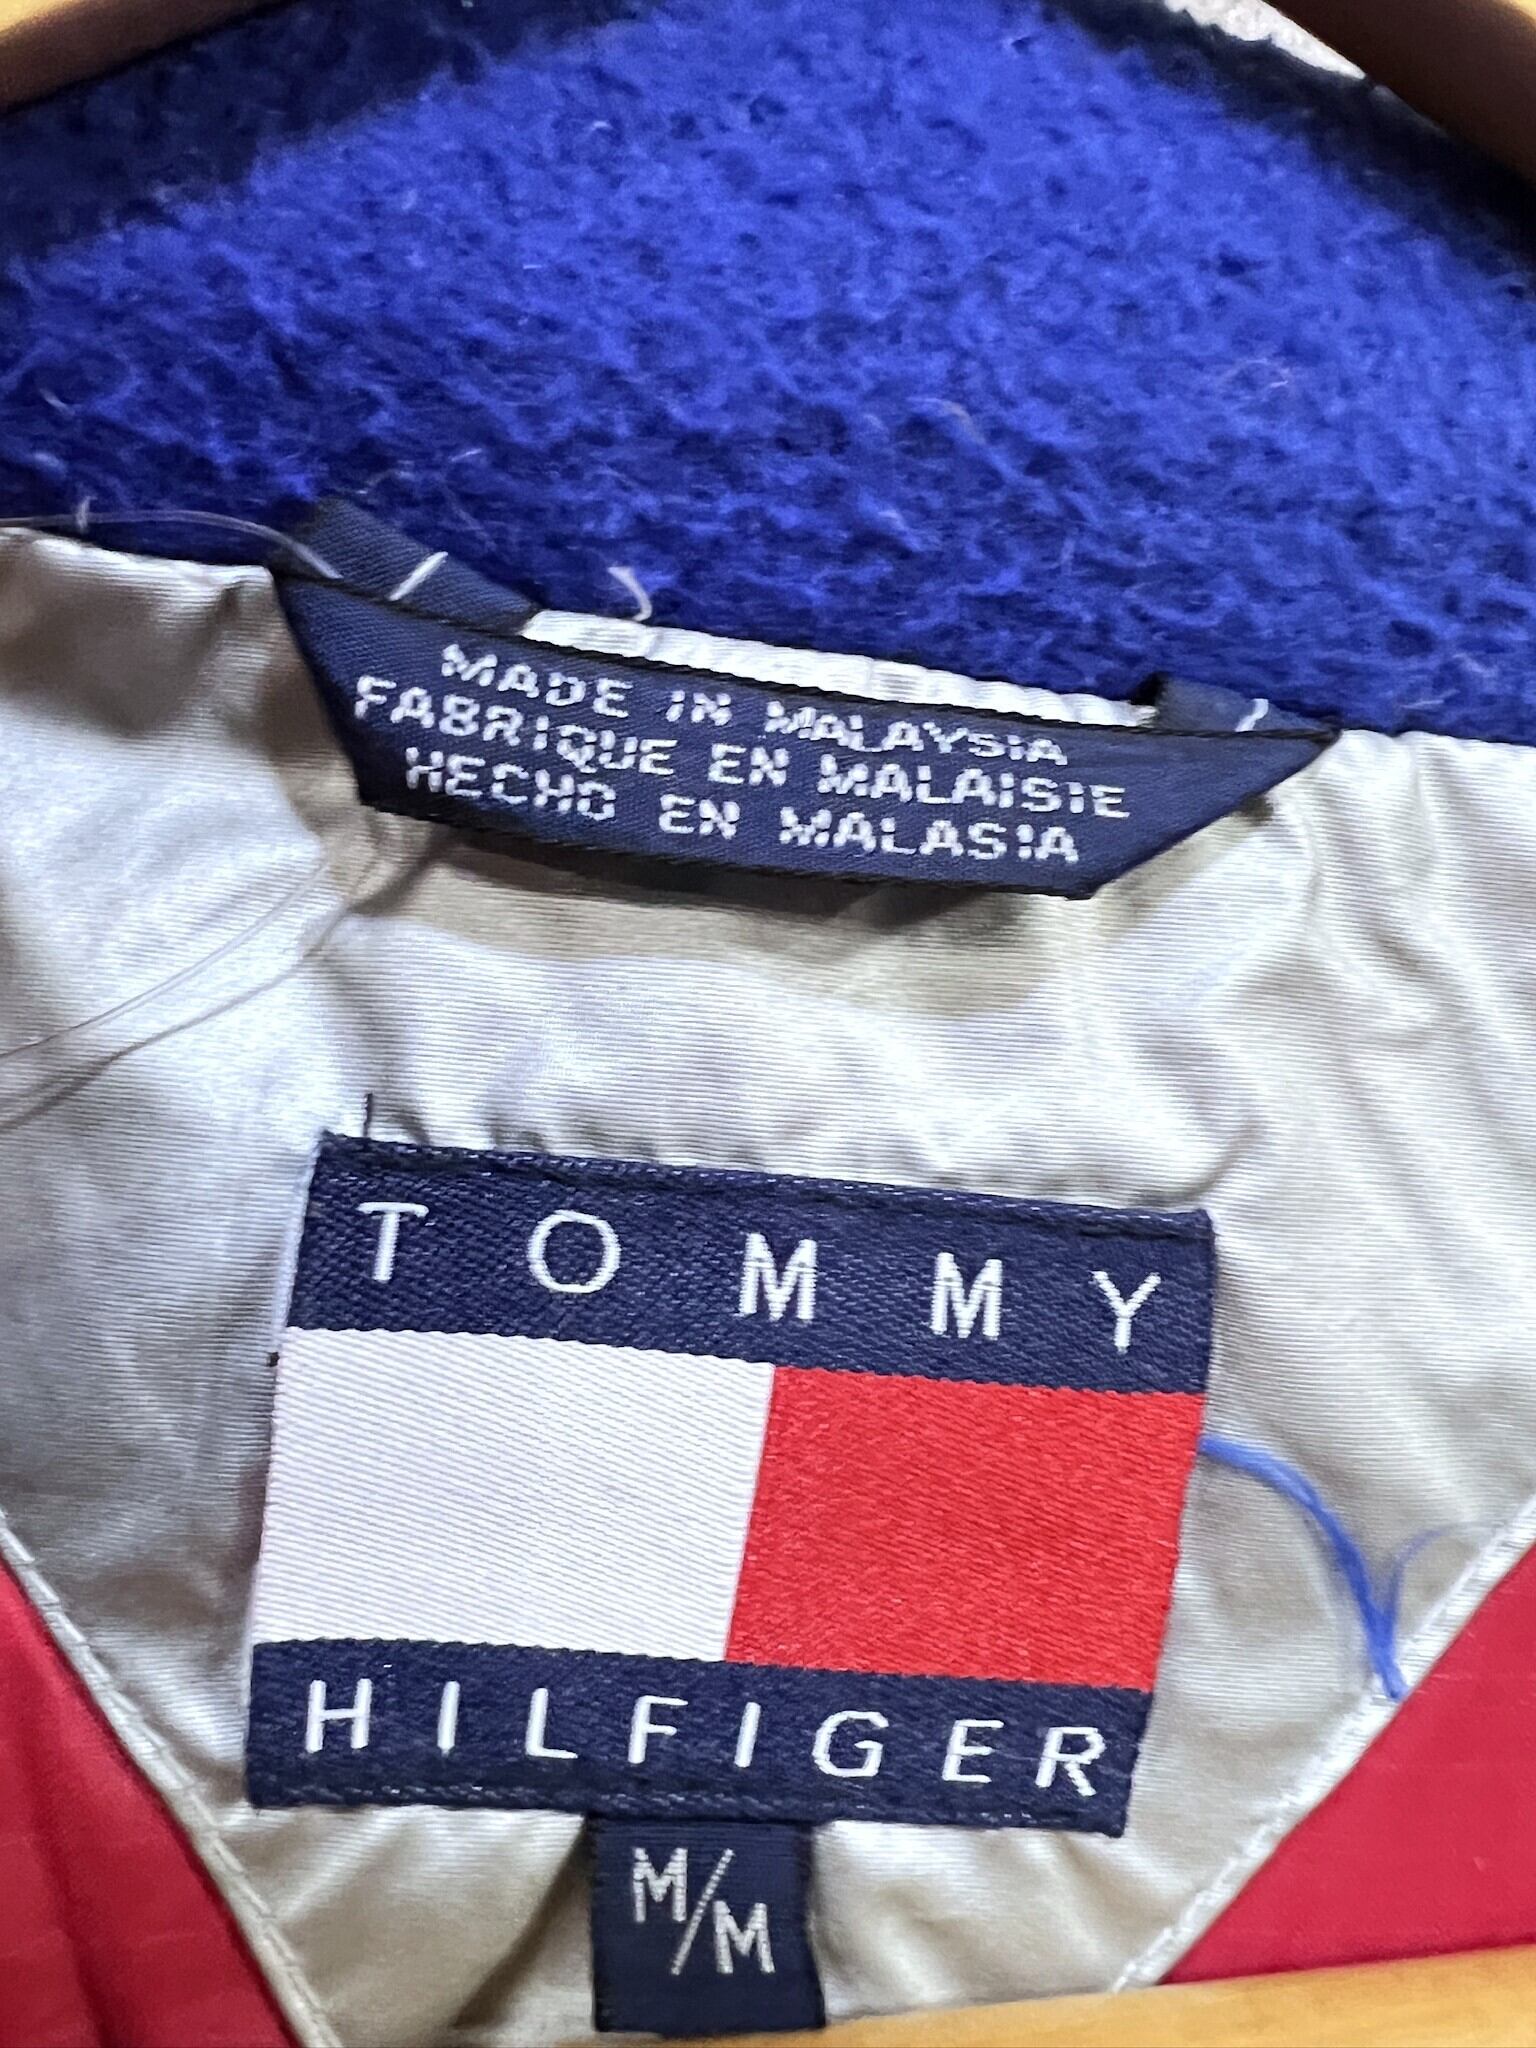 MADE IN MALAYSIA
FABRIQUE EN MALAISIE
HECHO EN MALASIA
TOMMY
HILFIGER
M/M